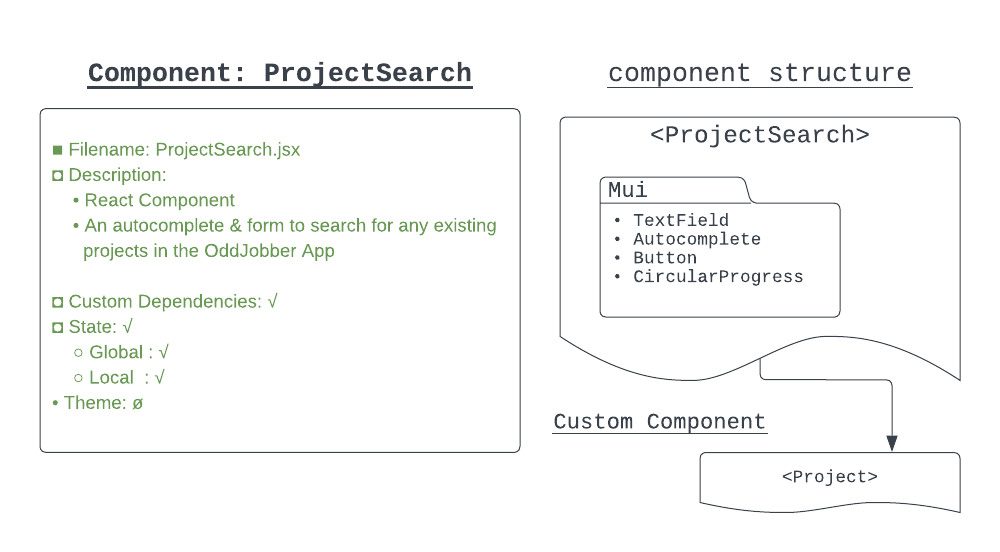 Component: ProjectSearch
■ Filename: ProjectSearch.jsx
◘ Description:
• React Component
• An autocomplete & form to search for any existing
projects in the OddJobber App
◘ Custom Dependencies: √
◘ State: √
○ Global : √
○ Local : √
• Theme: ø
component structure
<ProjectSearch>
Mui
• TextField
• Autocomplete
• Button
• CircularProgress
Custom Component
<Project>